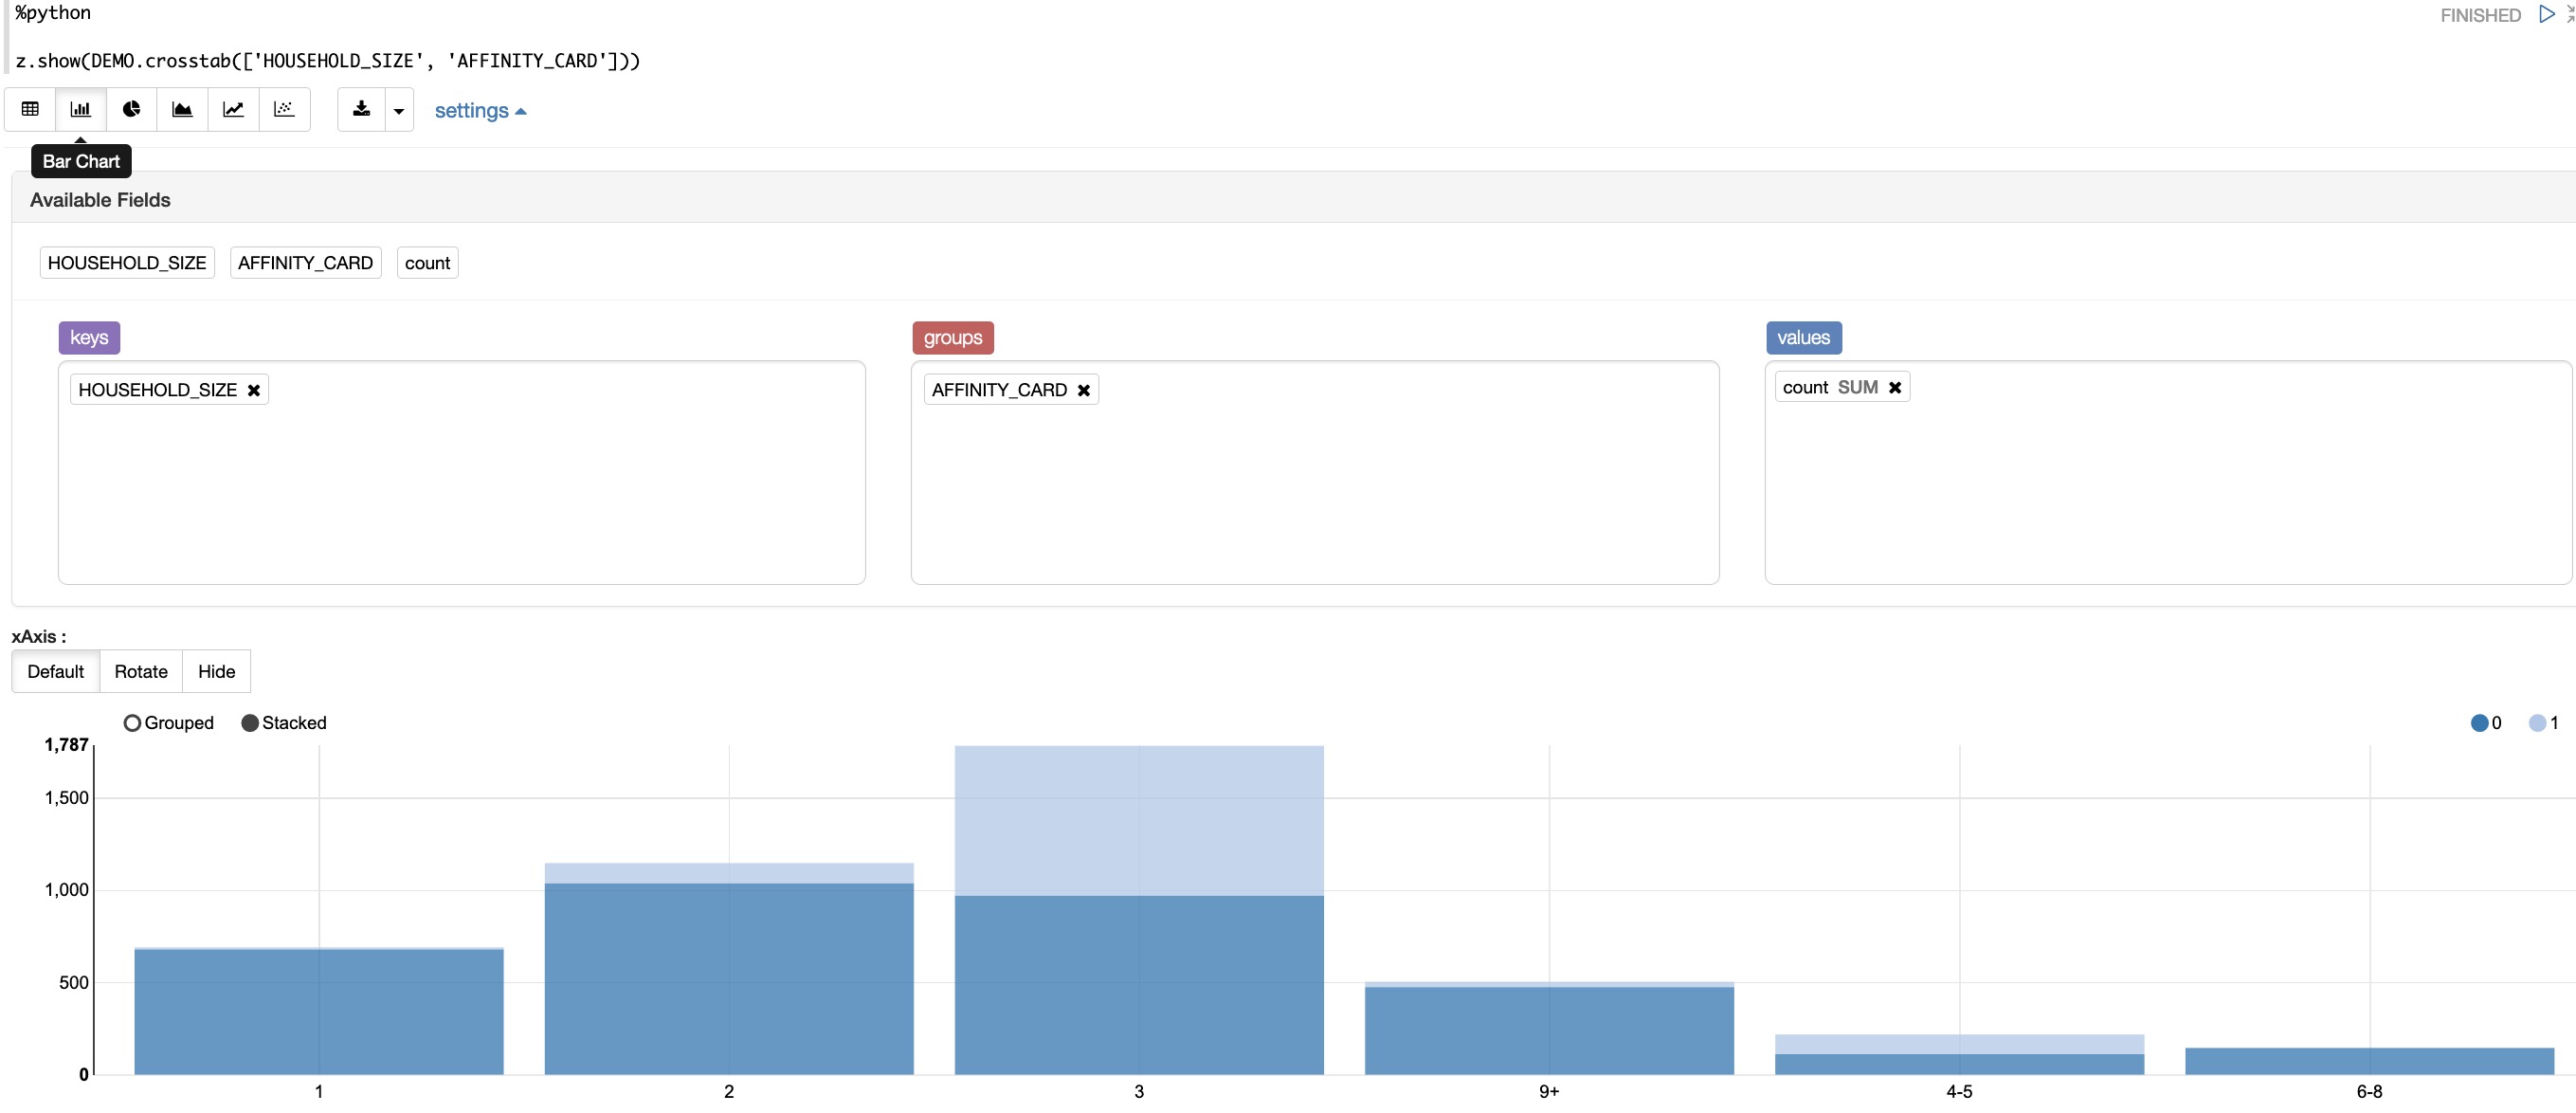 %python
FINISHED
z.show(DEMO.crosstab(['HOUSEHOLD_SIZE', 'AFFINITY_CARD']))
settings
Bar Chart
Available Fields
HOUSEHOLD_SIZE AFFINITY_CARD count
keys groups values
HOUSEHOLD_SIZE ✖ AFFINITY_CARD ✖ count SUM ✖
xAxis :
Default Rotate Hide
Grouped Stacked 0 1
1,787
1,500
1,000
500
0
1 2 3 9+ 4-5 6-8